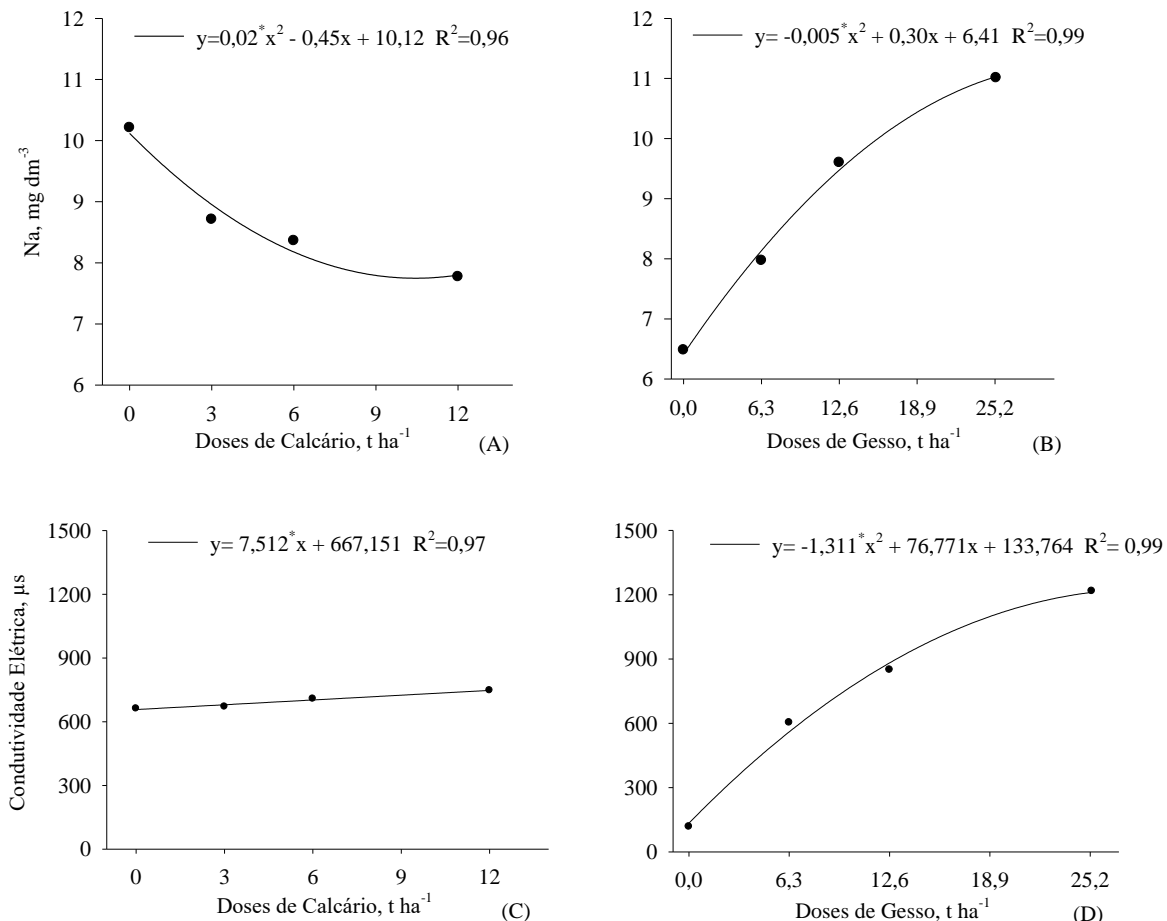 y=0,02*x² - 0,45x + 10,12 R²=0,96
12
11
10
9
8
7
6
Na, mg dm⁻³
0 3 6 9 12
Doses de Calcário, t ha⁻¹
(A)
y= -0,005*x² + 0,30x + 6,41 R²=0,99
12
11
10
9
8
7
6
0,0 6,3 12,6 18,9 25,2
Doses de Gesso, t ha⁻¹
(B)
y= 7,512*x + 667,151 R²=0,97
1500
1200
900
600
300
0
Condutividade Elétrica, µs
0 3 6 9 12
Doses de Calcário, t ha⁻¹
(C)
y= -1,311*x² + 76,771x + 133,764 R²= 0,99
1500
1200
900
600
300
0
0,0 6,3 12,6 18,9 25,2
Doses de Gesso, t ha⁻¹
(D)